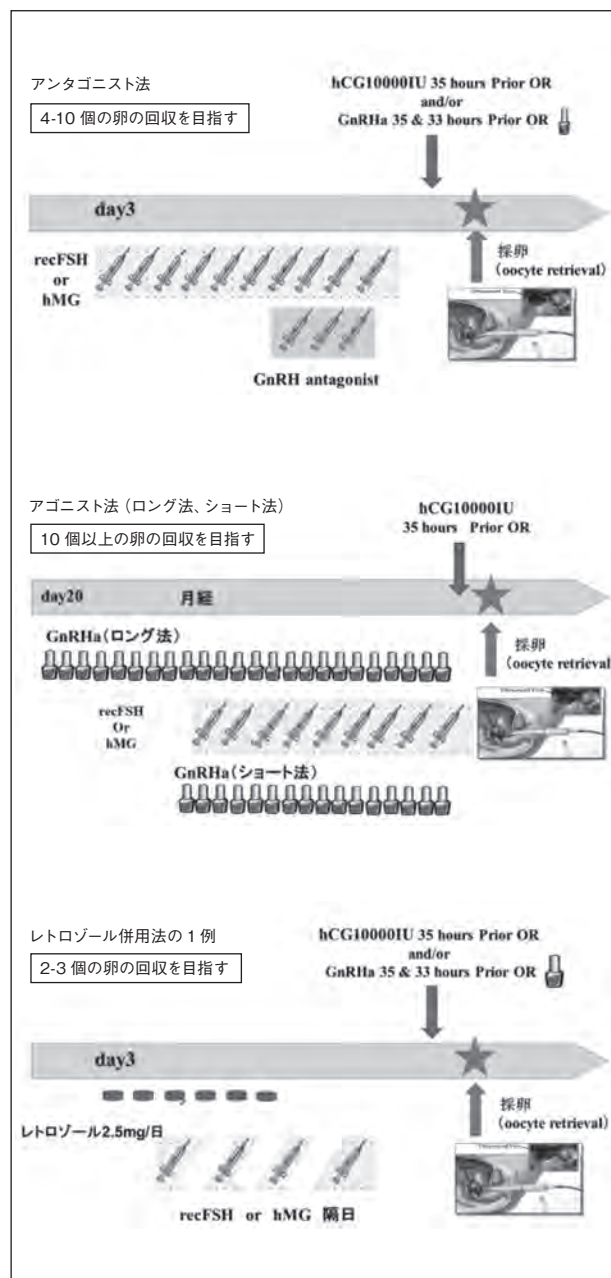 アンタゴニスト法
4-10 個の卵の回収を目指す
hCG10000IU 35 hours Prior OR
and/or
GnRHa 35 & 33 hours Prior OR
day3
recFSH
or
hMG
GnRH antagonist
採卵
(oocyte retrieval)
アゴニスト法（ロング法、ショート法）
10 個以上の卵の回収を目指す
hCG10000IU
35 hours Prior OR
day20 月経
GnRHa（ロング法）
recFSH
Or
hMG
GnRHa（ショート法）
採卵
(oocyte retrieval)
レトロゾール併用法の 1 例
2-3 個の卵の回収を目指す
hCG10000IU 35 hours Prior OR
and/or
GnRHa 35 & 33 hours Prior OR
day3
レトロゾール2.5mg/日
recFSH or hMG 隔日
採卵
(oocyte retrieval)